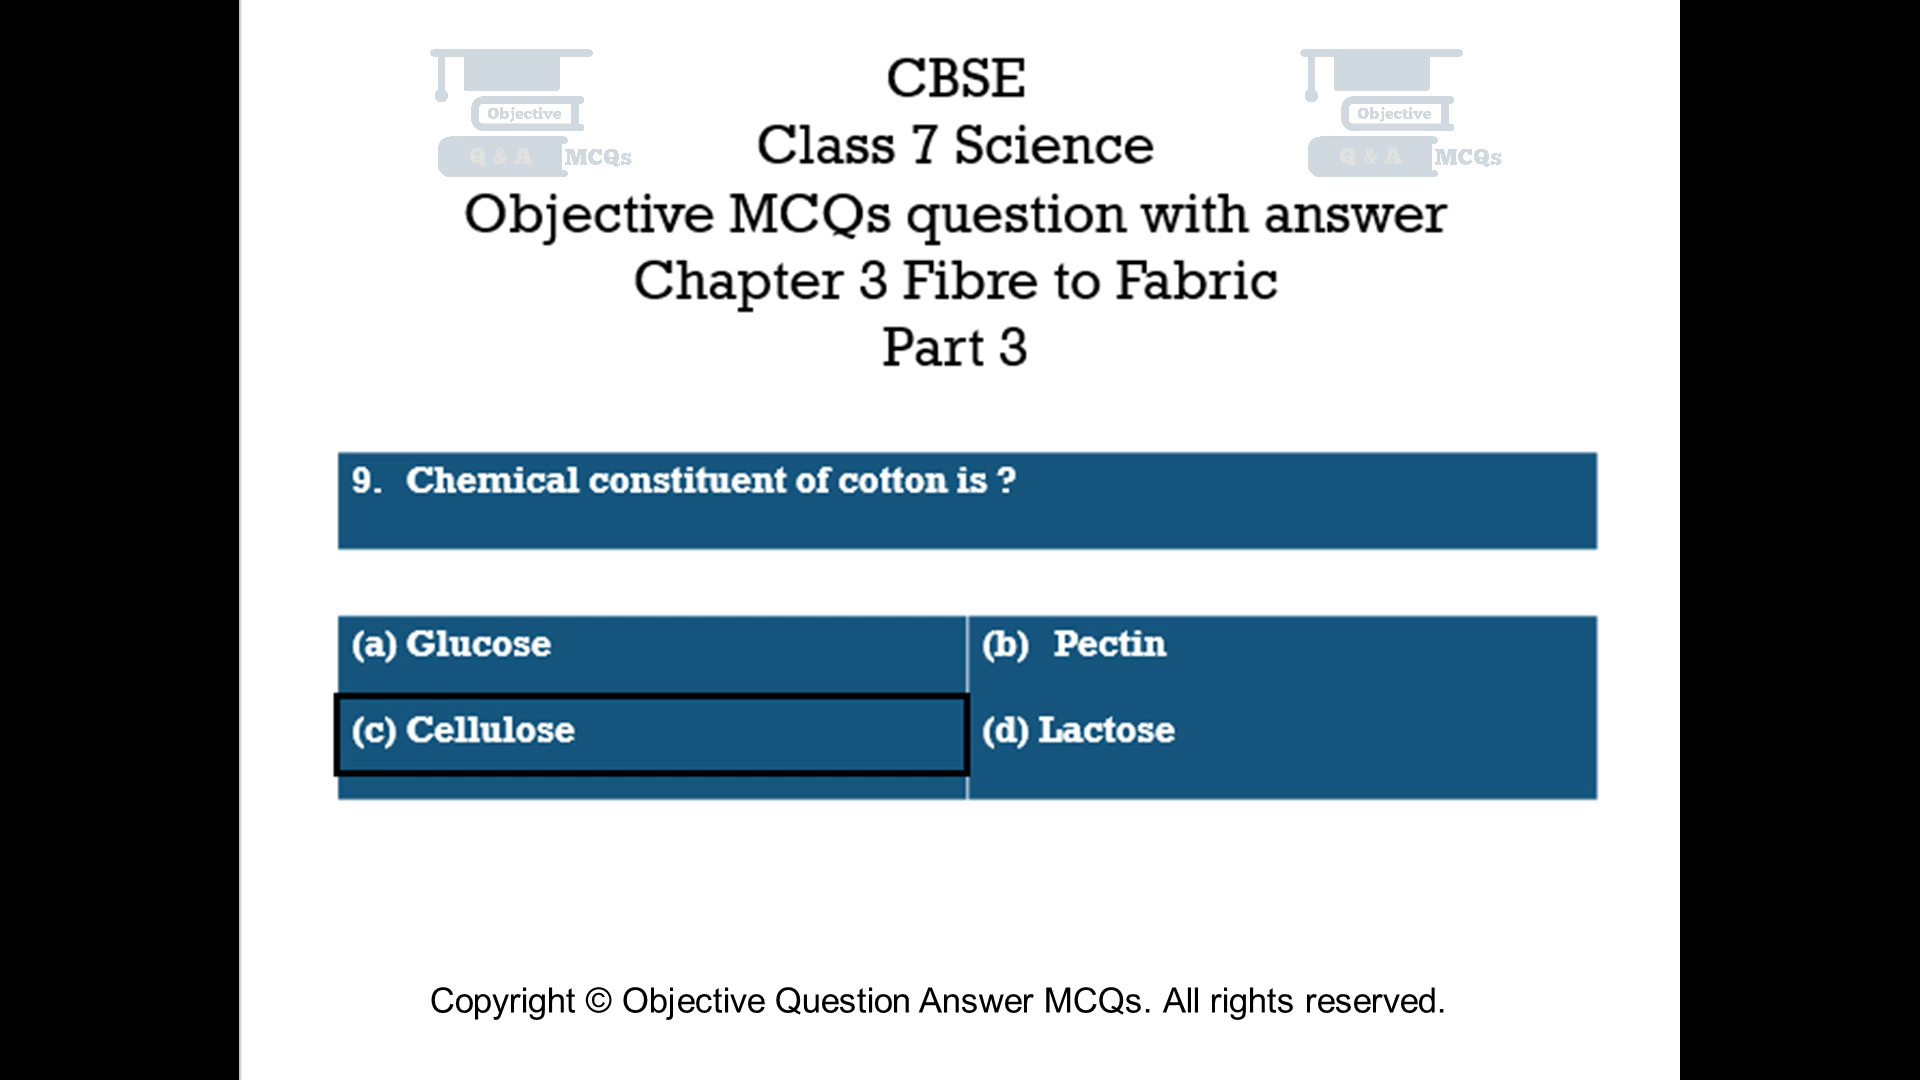 Objective
Q & A MCQs
Objective
Q & A MCQs
CBSE
Class 7 Science
Objective MCQs question with answer
Chapter 3 Fibre to Fabric
Part 3
9. Chemical constituent of cotton is ?
(a) Glucose
(b) Pectin
(c) Cellulose
(d) Lactose
Copyright © Objective Question Answer MCQs. All rights reserved.